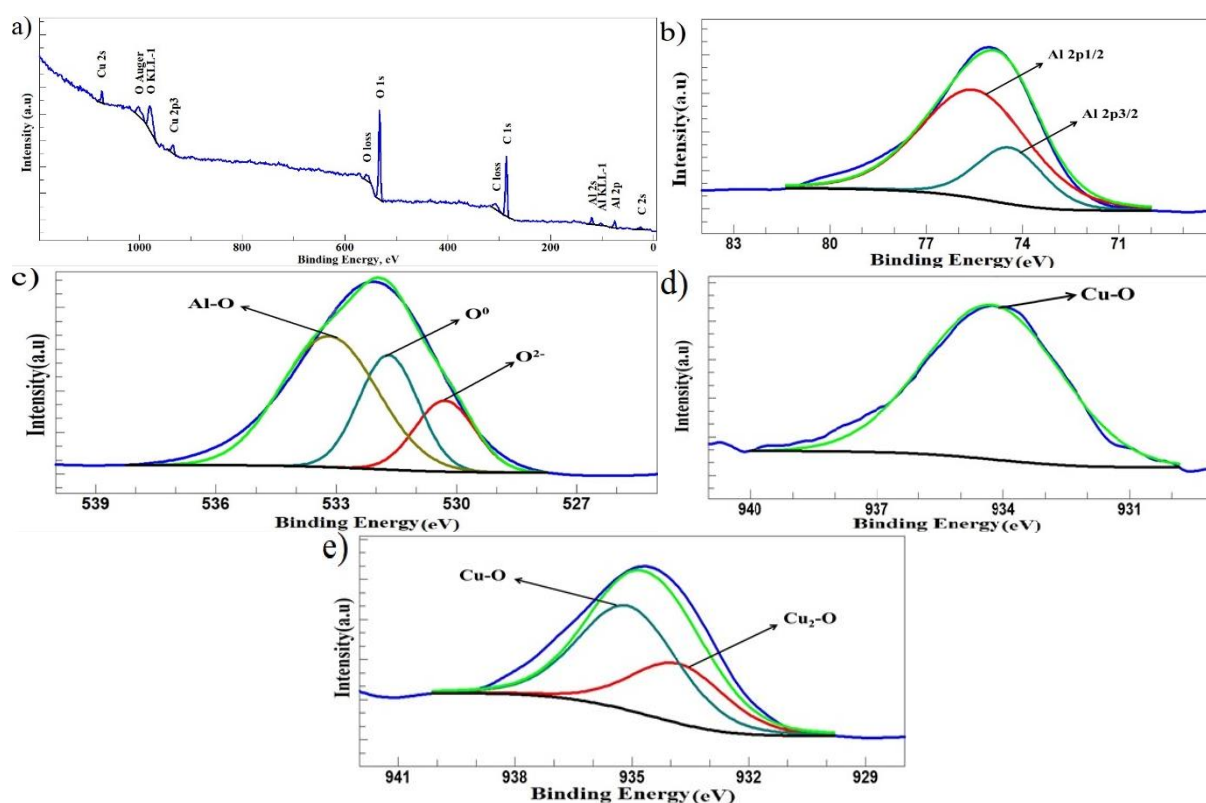 a)
Intensity (a.u)
Cu 2s
O Auger
O KLL-1
Cu 2p3
O loss
O 1s
C loss
C 1s
Al 2s
Al KLL-1
Al 2p
C 2s
1000 800 600 400 200 0
Binding Energy, eV
b)
Intensity(a.u)
Al 2p1/2
Al 2p3/2
83 80 77 74 71
Binding Energy(eV)
c)
Intensity(a.u)
Al-O
O⁰
O²⁻
539 536 533 530 527
Binding Energy(eV)
d)
Intensity(a.u)
Cu-O
940 937 934 931
Binding Energy(eV)
e)
Intensity(a.u)
Cu-O
Cu₂-O
941 938 935 932 929
Binding Energy(eV)